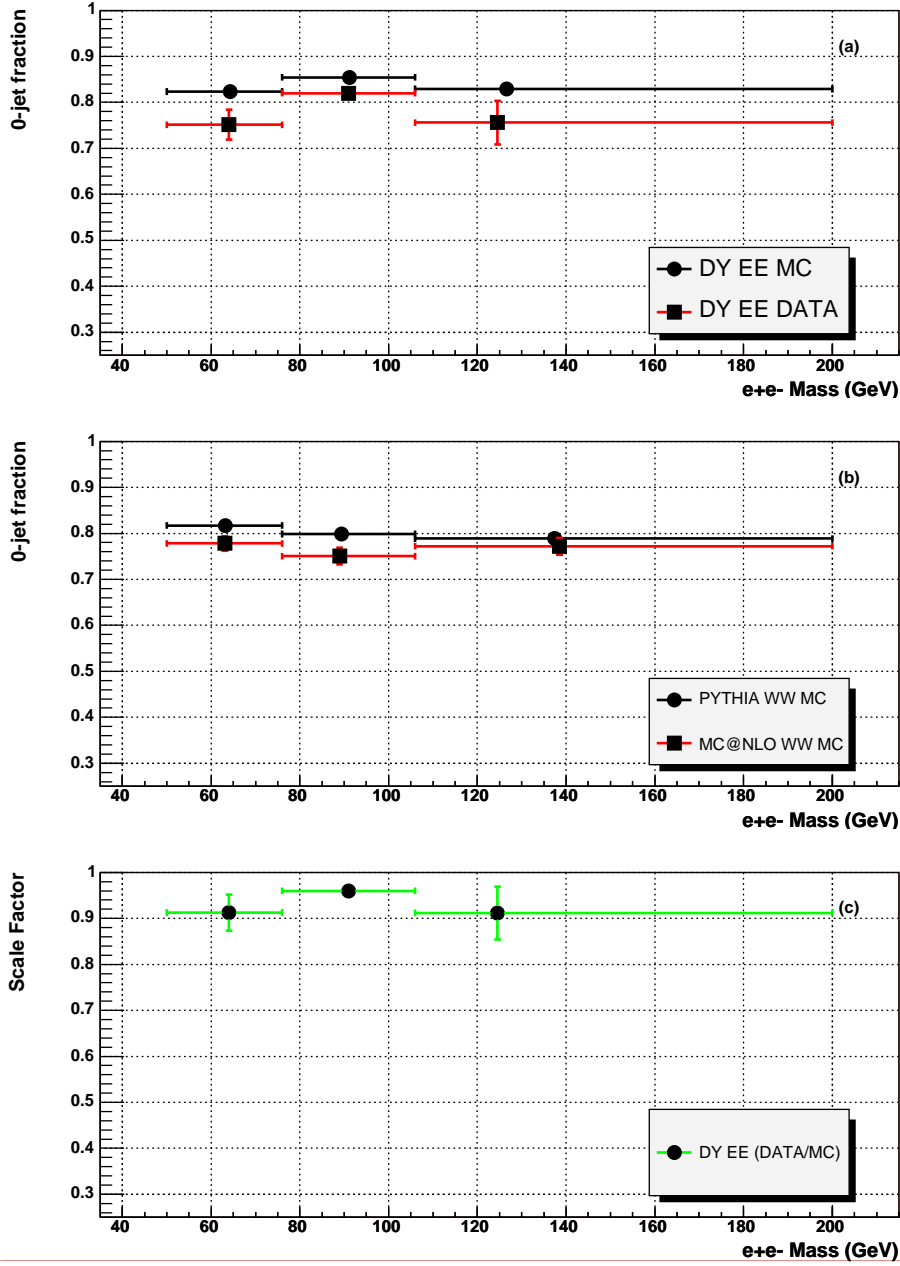 0-jet fraction
1
0.9
0.8
0.7
0.6
0.5
0.4
0.3
(a)
DY EE MC
DY EE DATA
40 60 80 100 120 140 160 180 200
e+e- Mass (GeV)
0-jet fraction
1
0.9
0.8
0.7
0.6
0.5
0.4
0.3
(b)
PYTHIA WW MC
MC@NLO WW MC
40 60 80 100 120 140 160 180 200
e+e- Mass (GeV)
Scale Factor
1
0.9
0.8
0.7
0.6
0.5
0.4
0.3
(c)
DY EE (DATA/MC)
40 60 80 100 120 140 160 180 200
e+e- Mass (GeV)